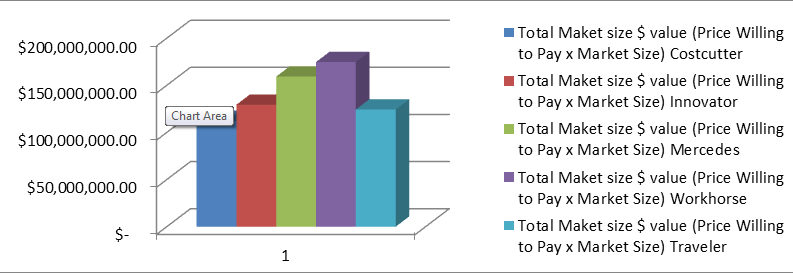 $200,000,000.00
$150,000,000.00
$100,000,000.00
$50,000,000.00
$-
Chart Area
1
Total Maket size $ value (Price Willing
to Pay x Market Size) Costcutter
Total Maket size $ value (Price Willing
to Pay x Market Size) Innovator
Total Maket size $ value (Price Willing
to Pay x Market Size) Mercedes
Total Maket size $ value (Price Willing
to Pay x Market Size) Workhorse
Total Maket size $ value (Price Willing
to Pay x Market Size) Traveler